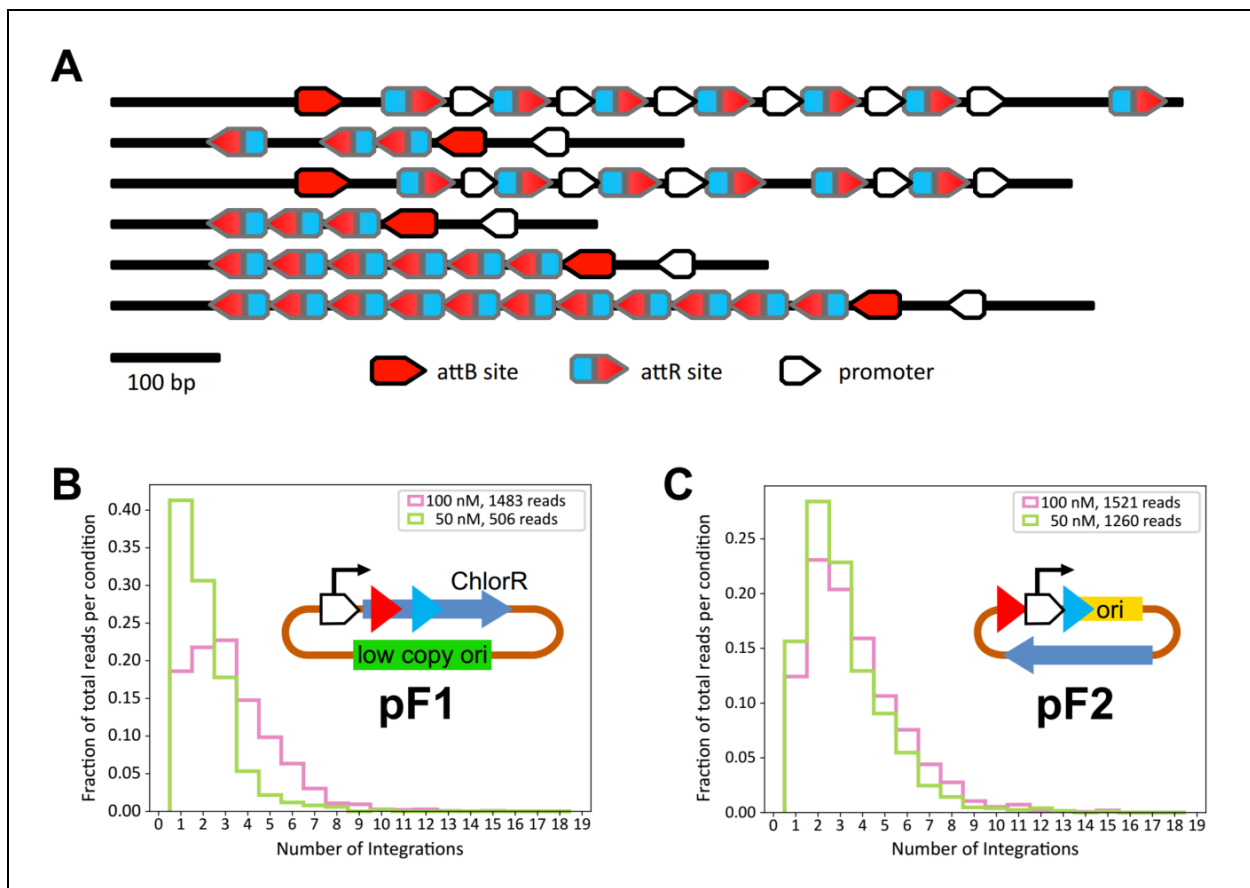 A
100 bp
attB site
attR site
promoter
B
Fraction of total reads per condition
0.40
0.35
0.30
0.25
0.20
0.15
0.10
0.05
0.00
100 nM, 1483 reads
50 nM, 506 reads
ChlorR
low copy ori
pF1
0 1 2 3 4 5 6 7 8 9 10 11 12 13 14 15 16 17 18 19
Number of Integrations
C
Fraction of total reads per condition
0.25
0.20
0.15
0.10
0.05
0.00
100 nM, 1521 reads
50 nM, 1260 reads
ori
pF2
0 1 2 3 4 5 6 7 8 9 10 11 12 13 14 15 16 17 18 19
Number of Integrations